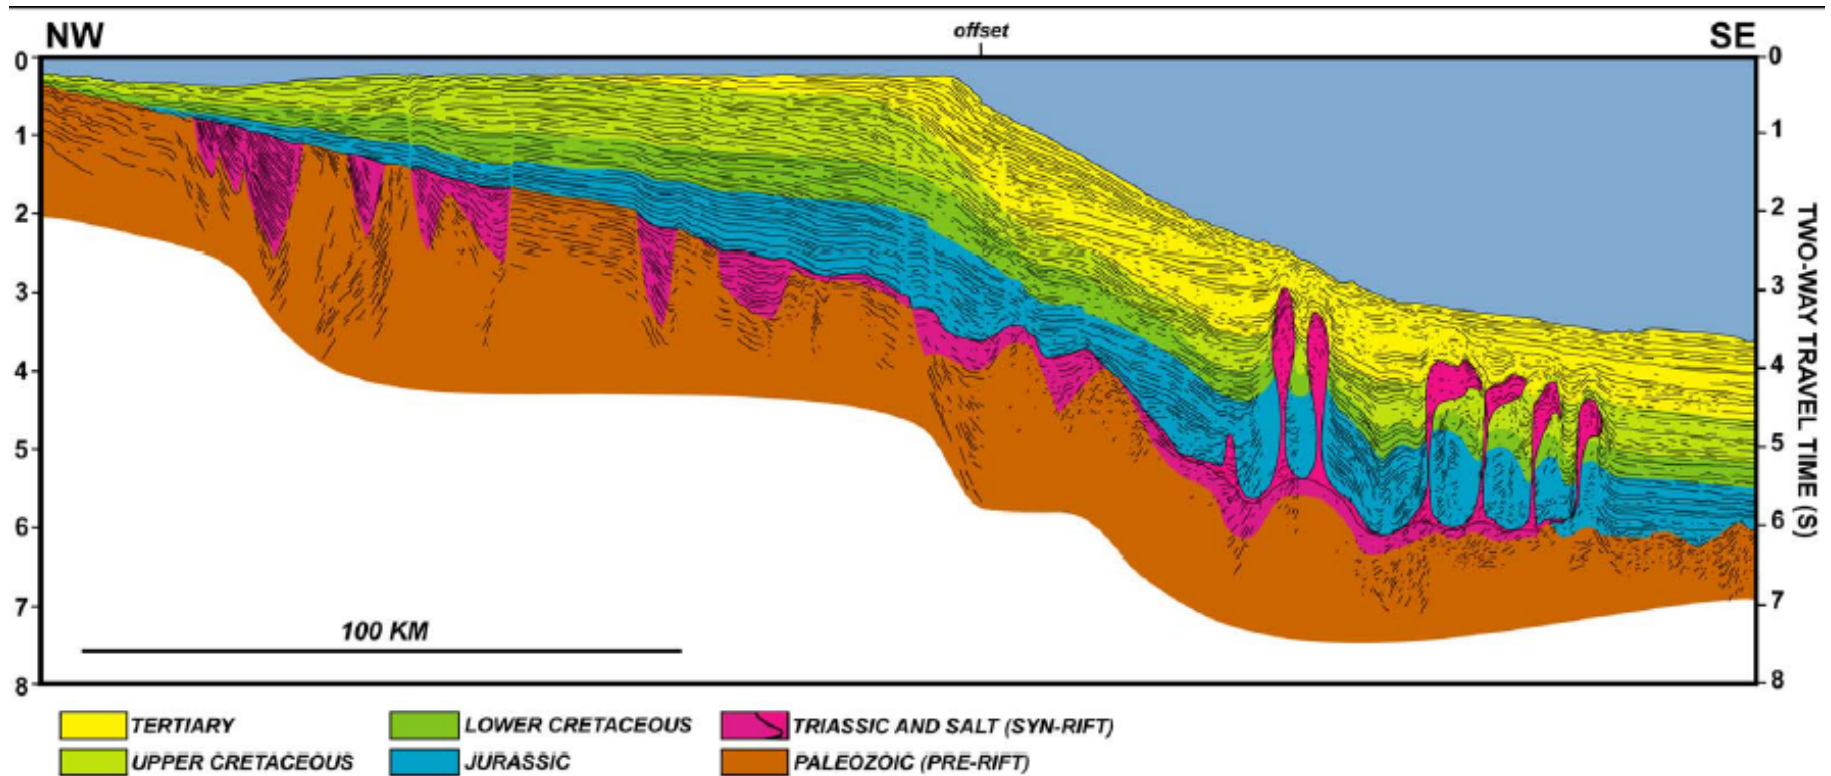 NW
offset
SE
0
1
2
3
4
5
6
7
8
0
1
2
3
4
5
6
7
8
TWO-WAY TRAVEL TIME (S)
100 KM
TERTIARY
LOWER CRETACEOUS
TRIASSIC AND SALT (SYN-RIFT)
UPPER CRETACEOUS
JURASSIC
PALEOZOIC (PRE-RIFT)